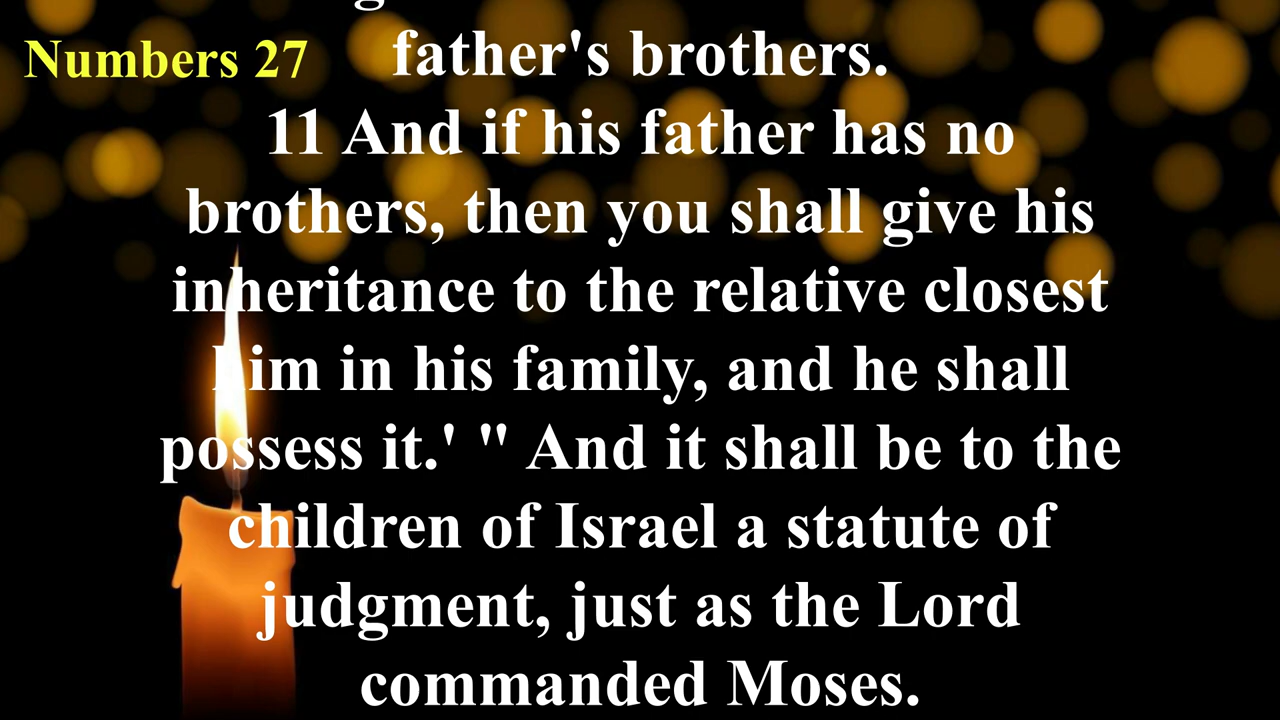 Numbers 27
father's brothers.
11 And if his father has no
brothers, then you shall give his
inheritance to the relative closest
him in his family, and he shall
possess it.' " And it shall be to the
children of Israel a statute of
judgment, just as the Lord
commanded Moses.